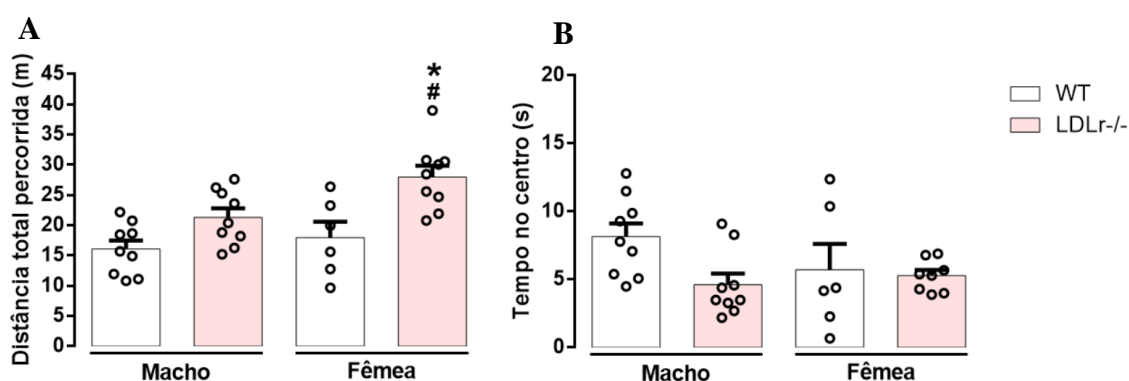 A
Distância total percorrida (m)
45
40
35
30
25
20
15
10
5
0
*
#
Macho
Fêmea
B
Tempo no centro (s)
20
15
10
5
0
Macho
Fêmea
WT
LDLr-/-